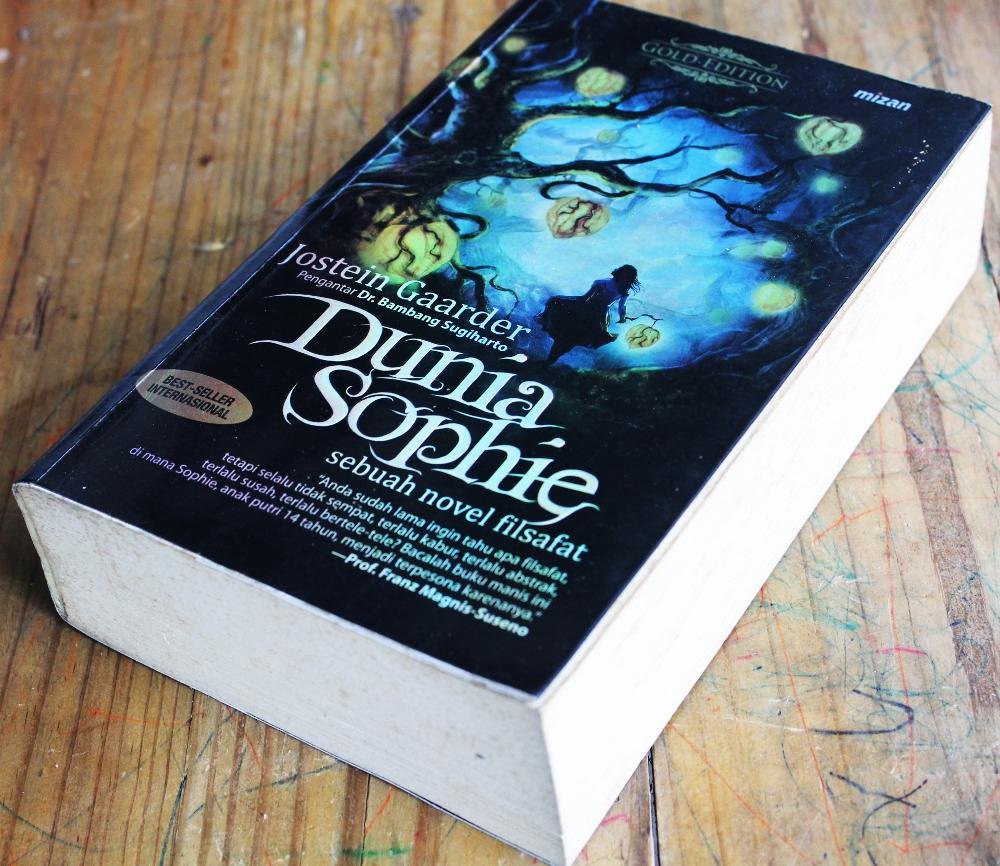 GOLD EDITION
mizan
Jostein Gaarder
Pengantar Dr. Bambang Sugiharto
Dunia
Sophie
sebuah novel filsafat
BEST-SELLER
INTERNASIONAL
"Anda sudah lama ingin tahu apa filsafat,
tetapi selalu tidak sempat, terlalu kabur, terlalu abstrak,
terlalu susah, terlalu bertele-tele? Bacalah buku manis ini
di mana Sophie, anak putri 14 tahun, menjadi terpesona karenanya."
—Prof. Franz Magnis-Suseno